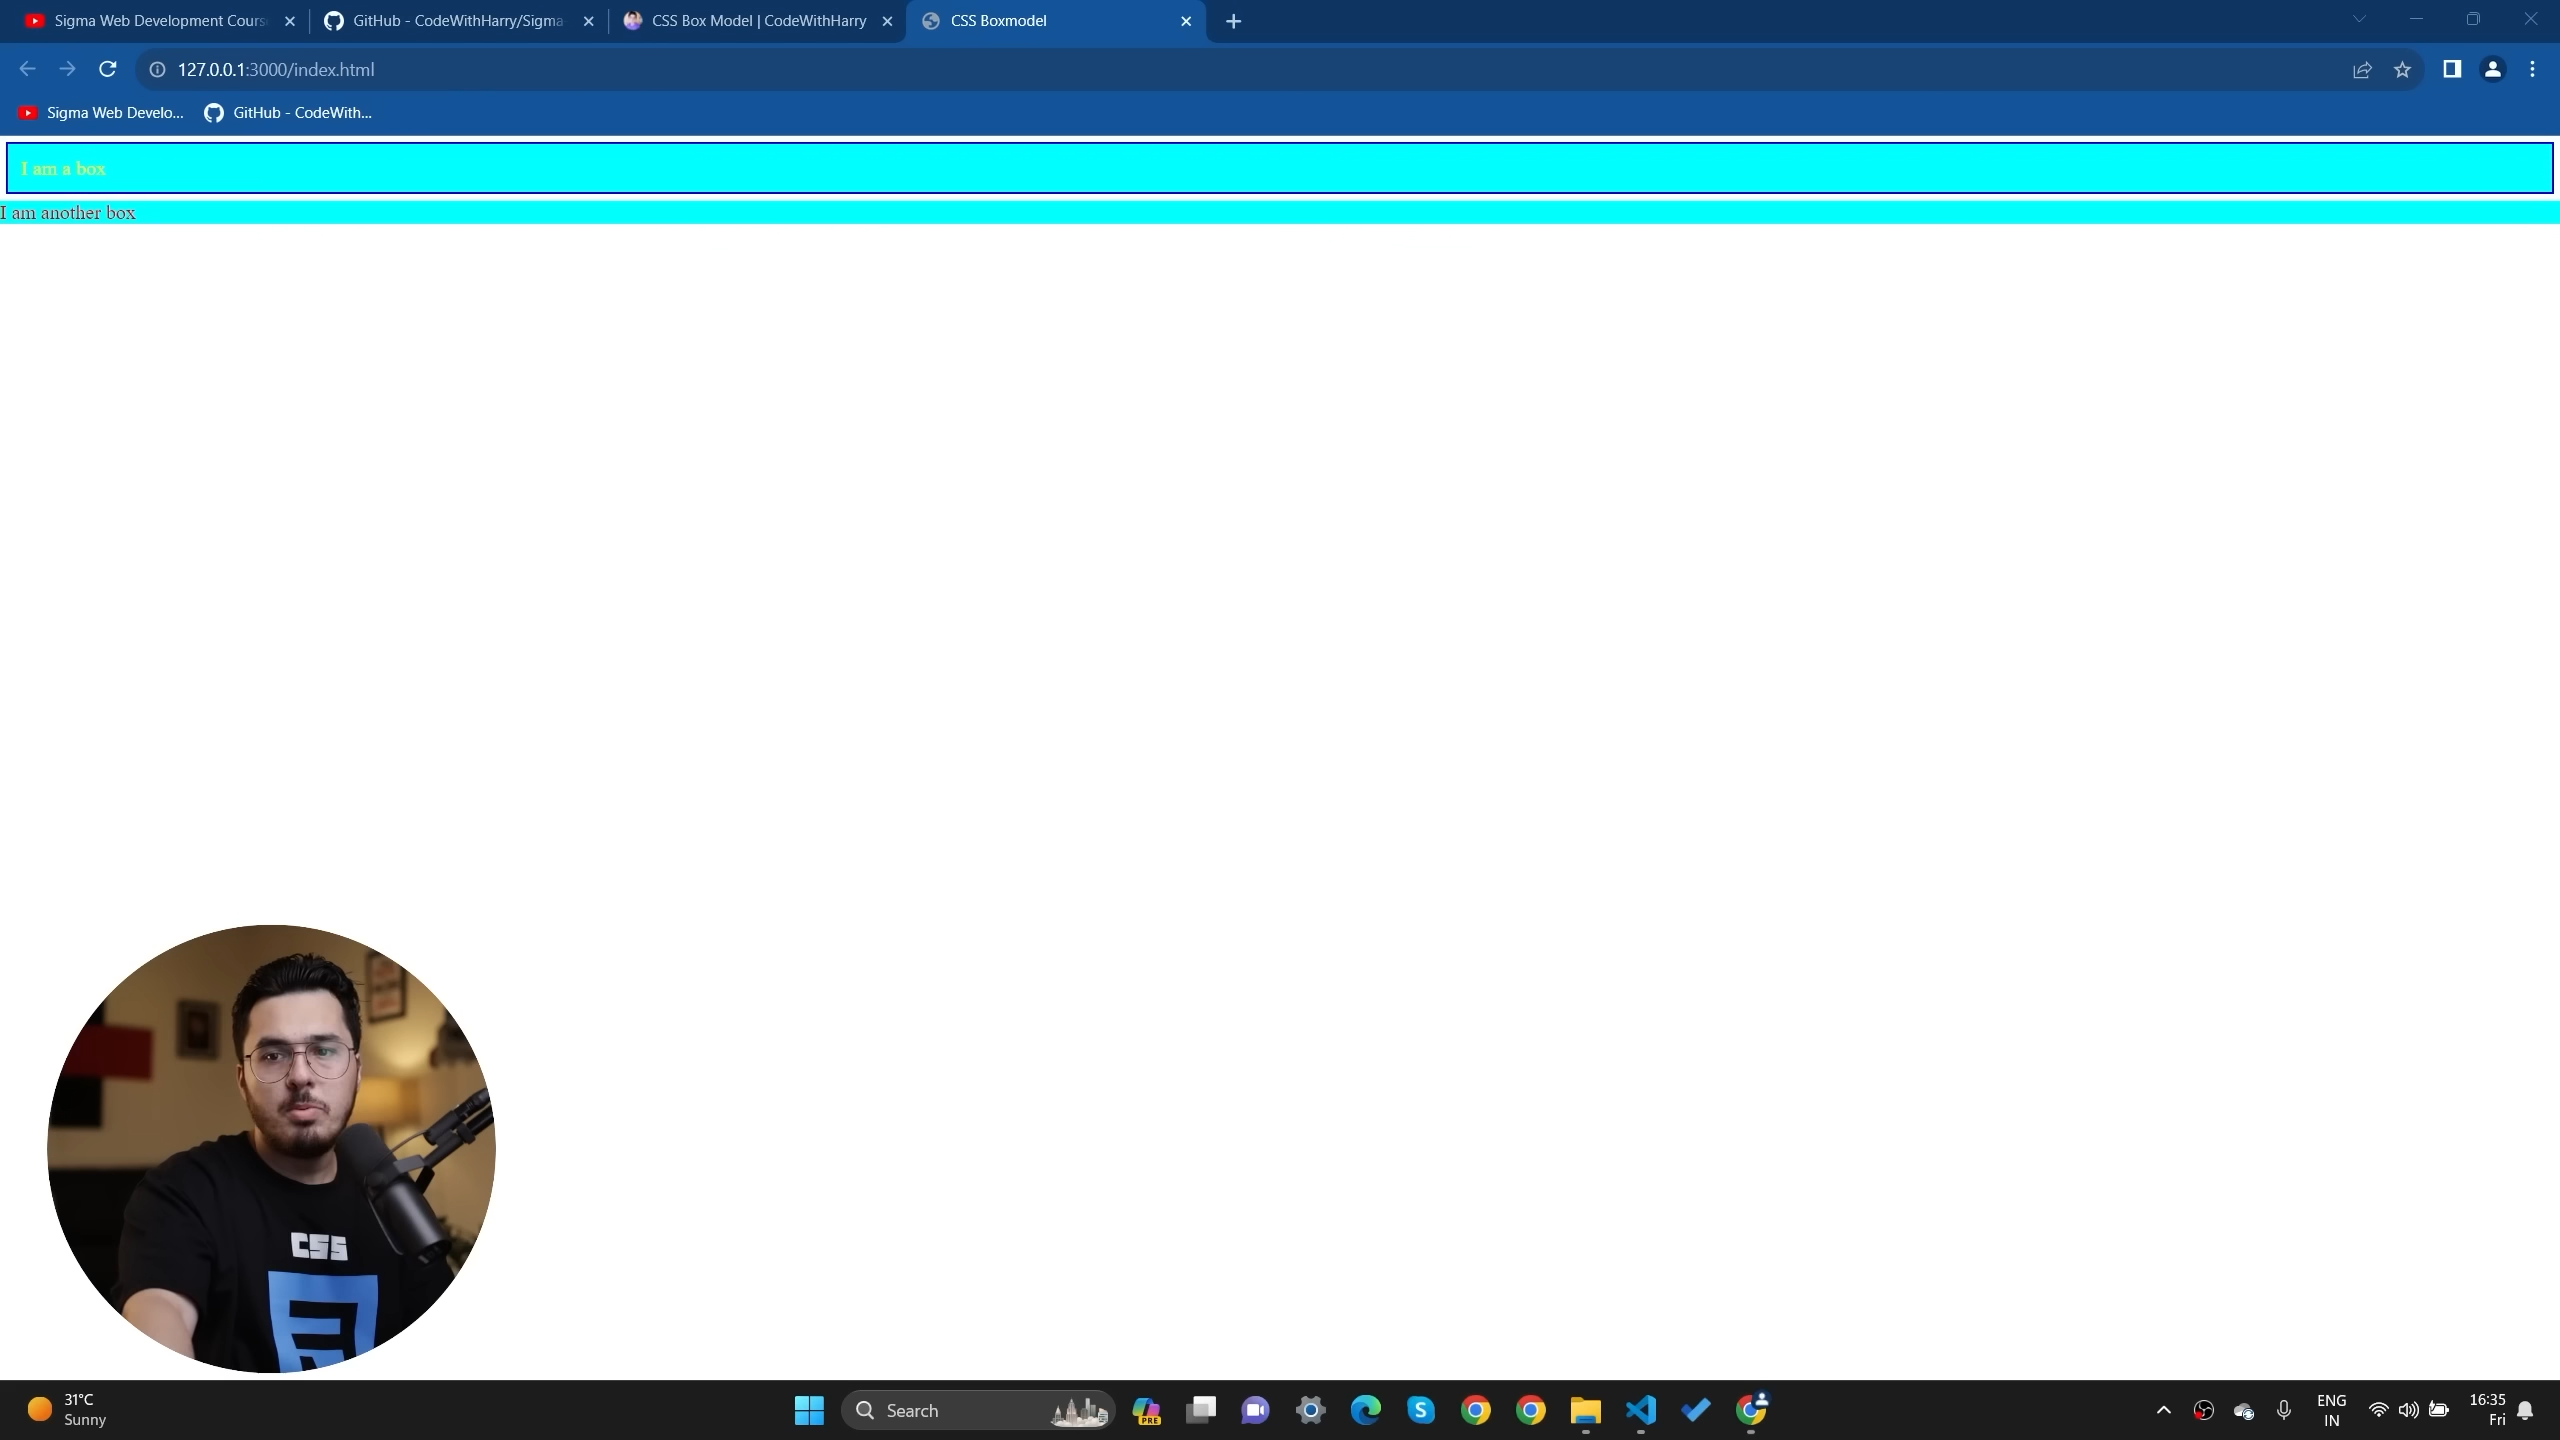 Sigma Web Development Cours
GitHub - CodeWithHarry/Sigma-
CSS Box Model | CodeWithHarry
CSS Boxmodel
127.0.0.1:3000/index.html
Sigma Web Develo...
GitHub - CodeWith...
I am a box
I am another box
CSS
31°C
Sunny
Search
PRE
ENG
IN
16:35
Fri